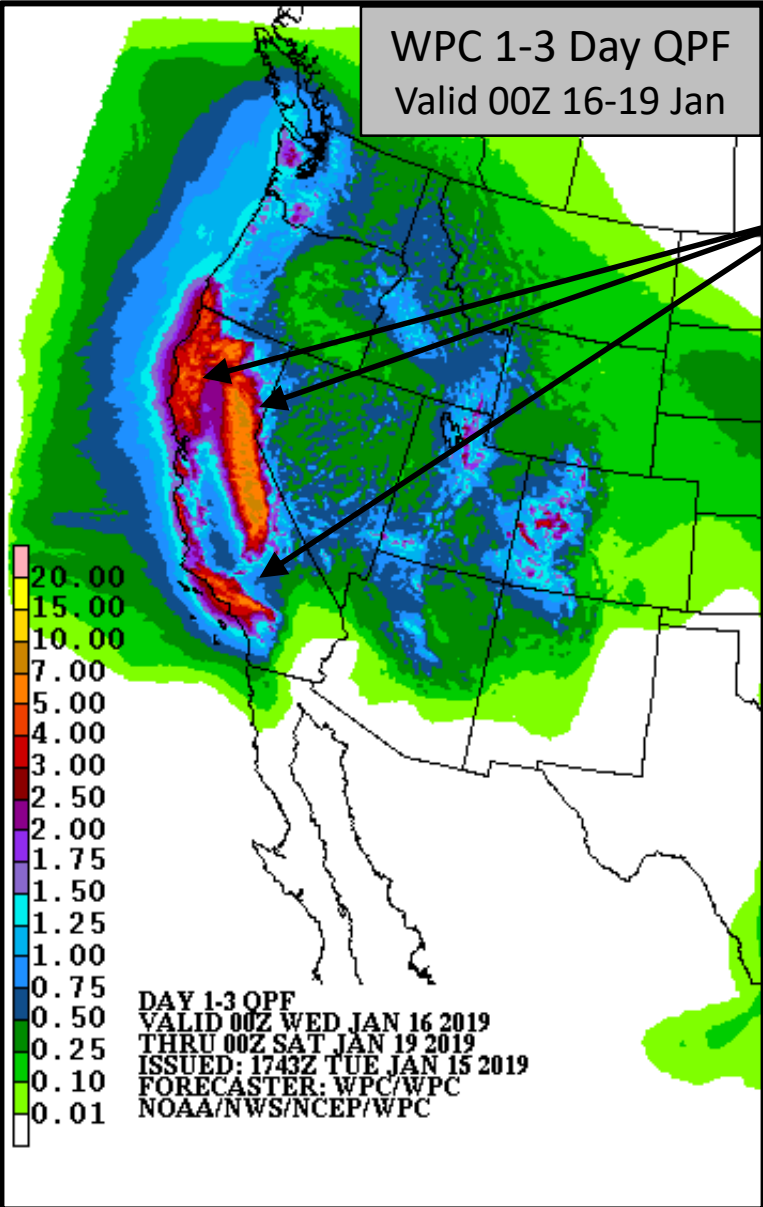 WPC 1-3 Day QPF
Valid 00Z 16-19 Jan
20.00
15.00
10.00
7.00
5.00
4.00
3.00
2.50
2.00
1.75
1.50
1.25
1.00
0.75
0.50
0.25
0.10
0.01
DAY 1-3 QPF
VALID 00Z WED JAN 16 2019
THRU 00Z SAT JAN 19 2019
ISSUED: 1743Z TUE JAN 15 2019
FORECASTER: WPC/WPC
NOAA/NWS/NCEP/WPC